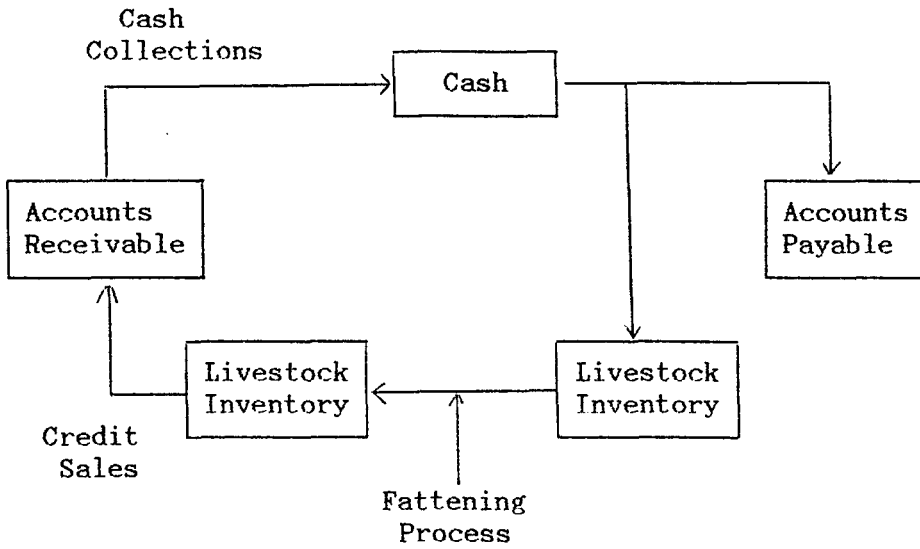 Cash
Collections
Cash
Accounts
Receivable
Accounts
Payable
Livestock
Inventory
Livestock
Inventory
Credit
Sales
Fattening
Process